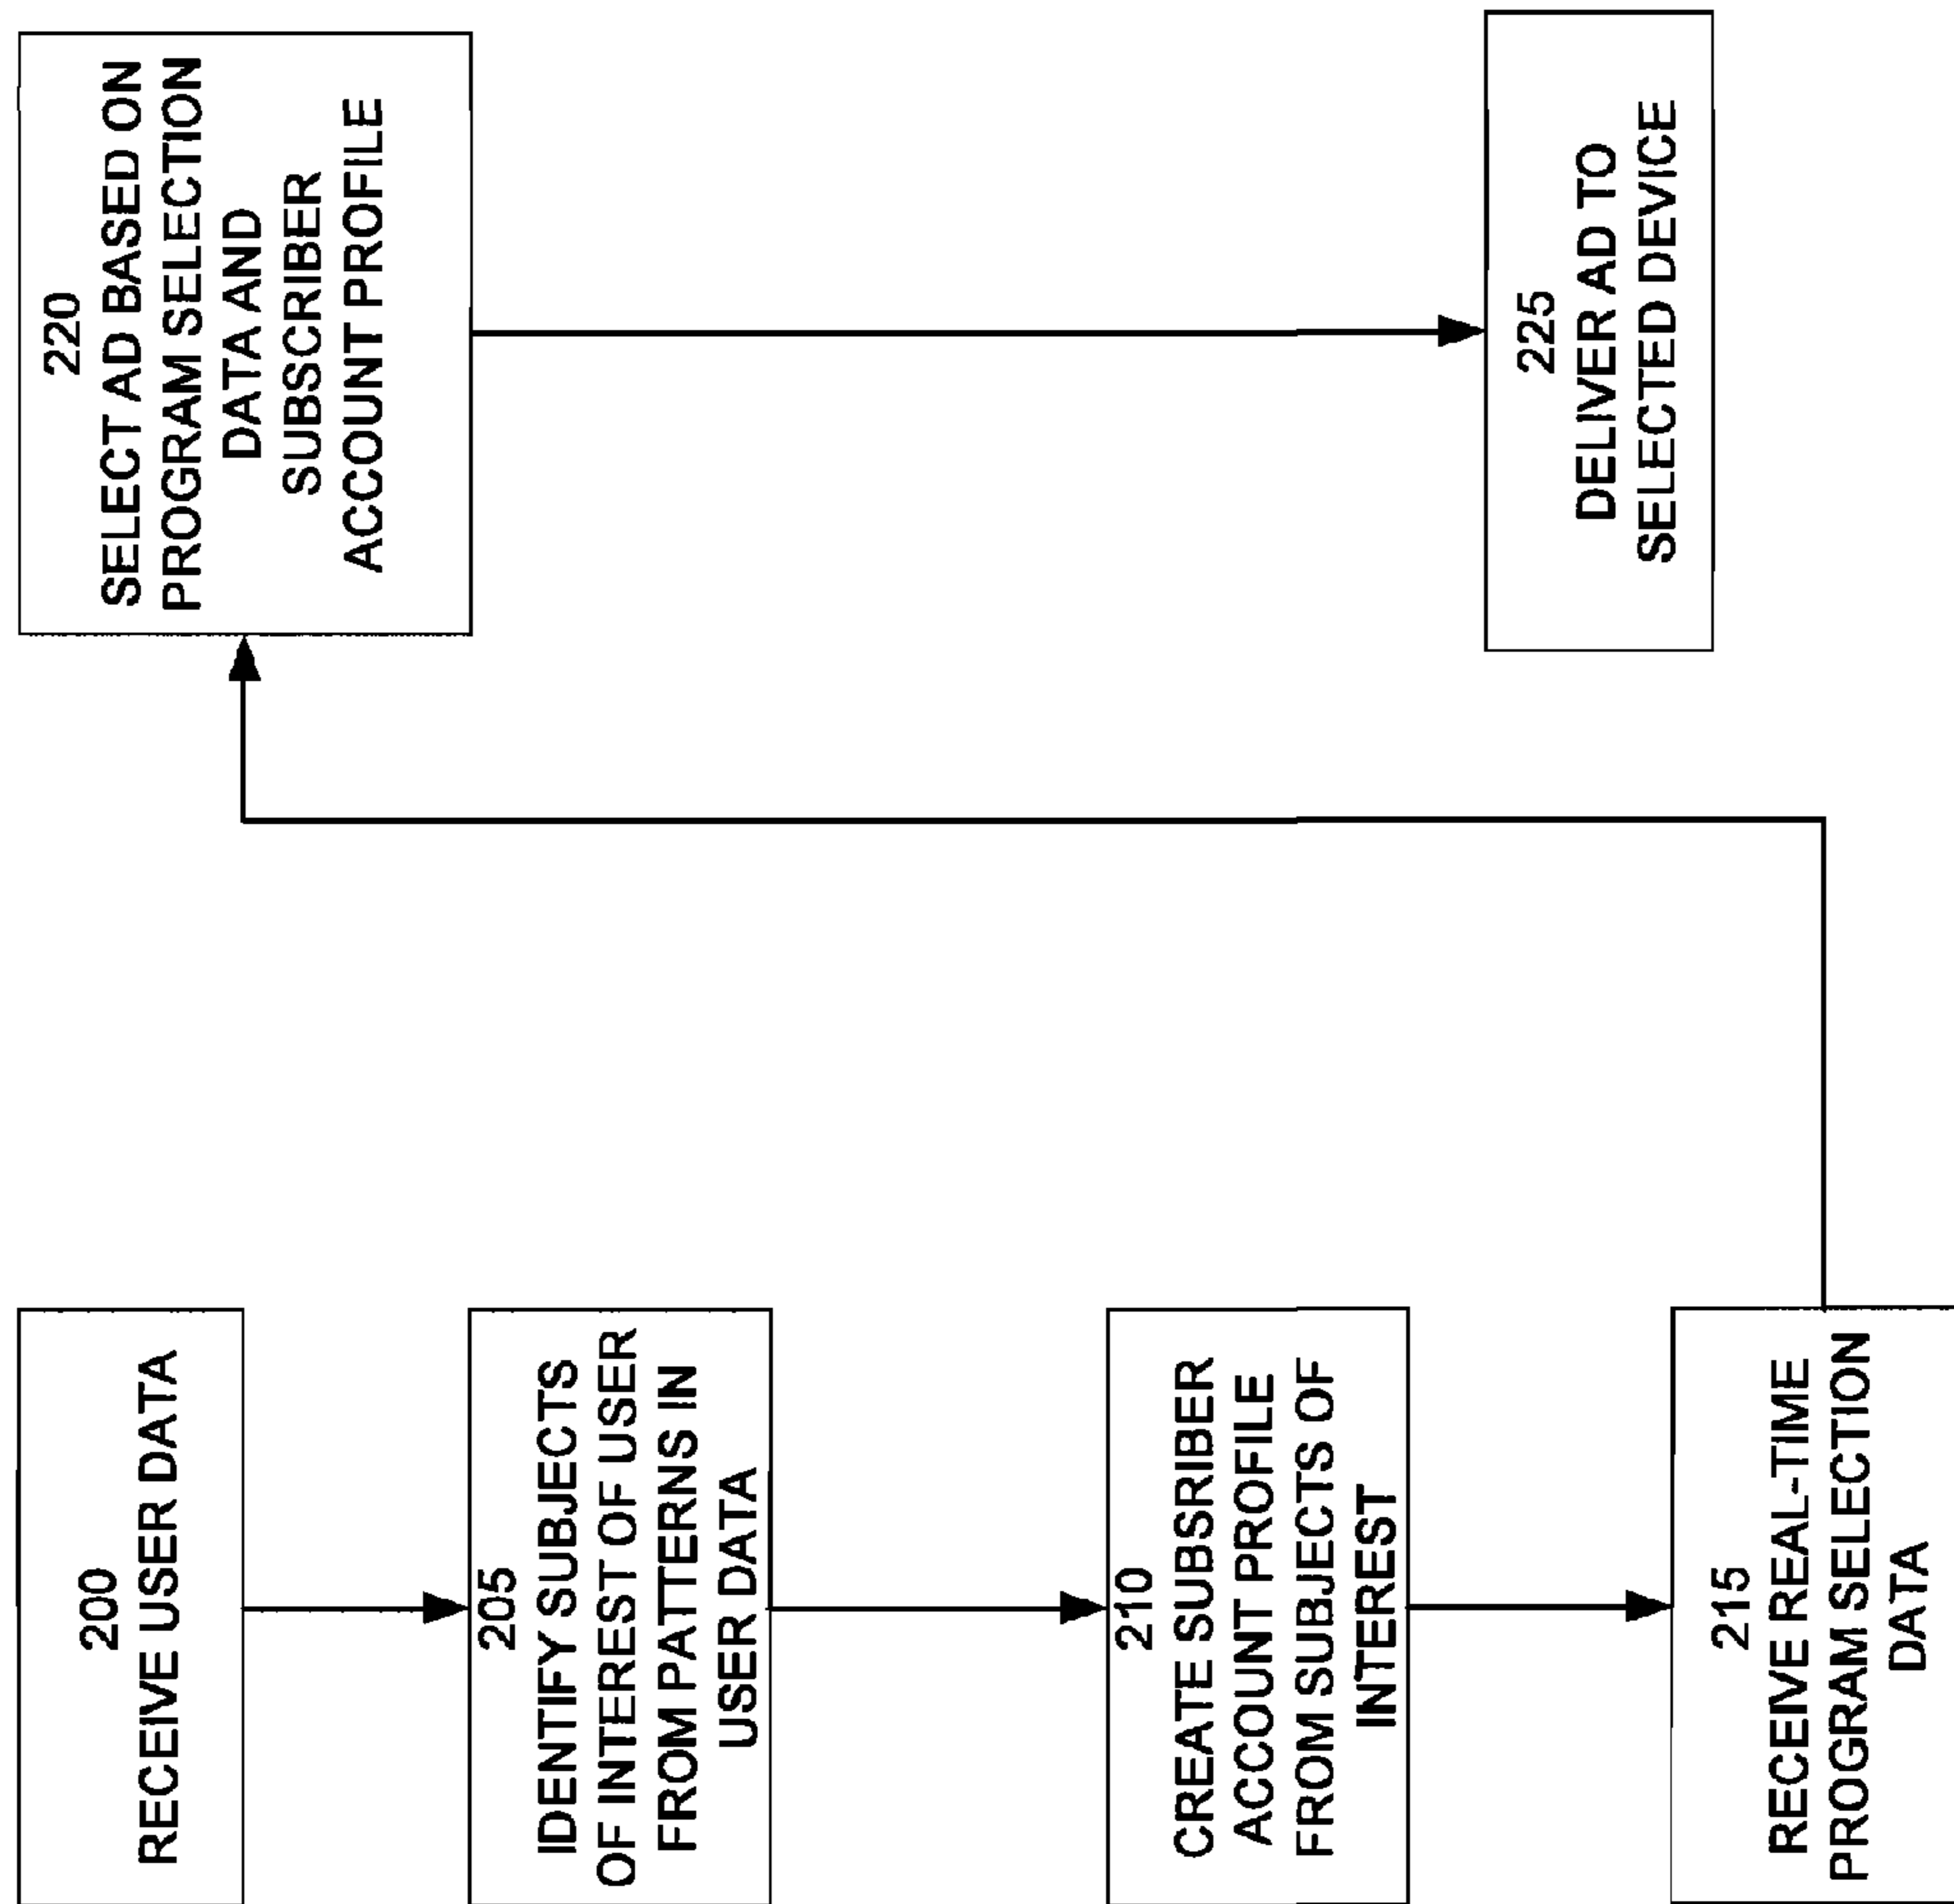 200
RECEIVE USER DATA
205
IDENTIFY SUBJECTS
OF INTEREST OF USER
FROM PATTERNS IN
USER DATA
210
CREATE SUBSRIBER
ACCOUNT PROFILE
FROM SUBJECTS OF
INTEREST
215
RECEIVE REAL-TIME
PROGRAM SELECTION
DATA
220
SELECT AD BASED ON
PROGRAM SELECTION
DATA AND
SUBSCRIBER
ACCOUNT PROFILE
225
DELIVER AD TO
SELECTED DEVICE